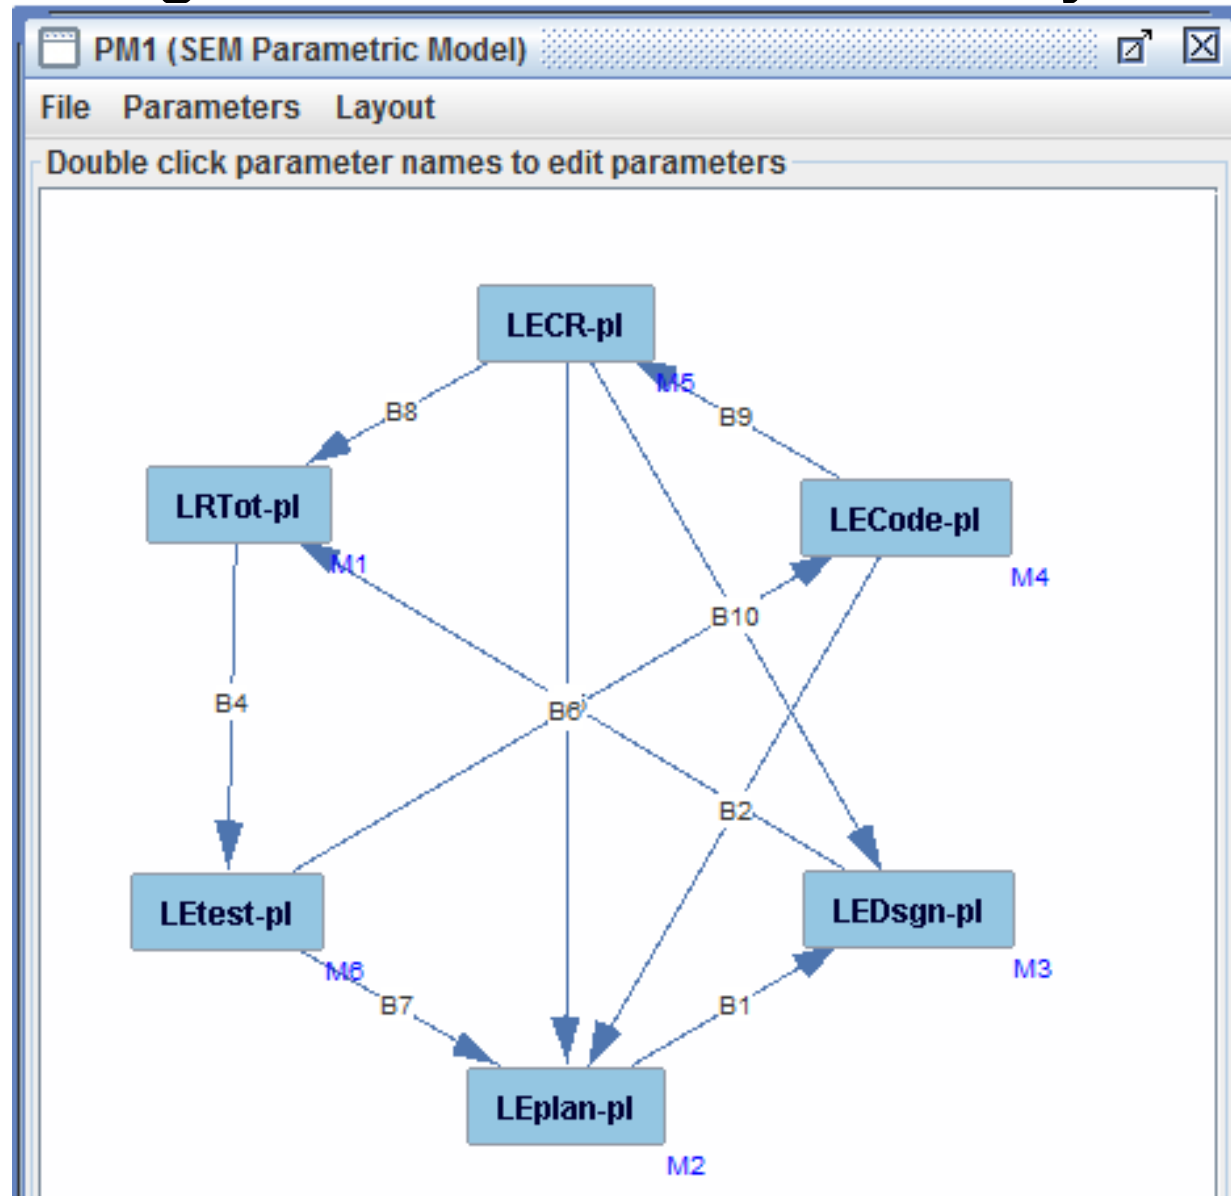 PM1 (SEM Parametric Model)
File Parameters Layout
Double click parameter names to edit parameters
LECR-pl
M5
B8
B9
LRTot-pl
LECode-pl
M1
M4
B10
B4
B6
B2
LEtest-pl
LEDsgn-pl
M6
M3
B7
B1
LEplan-pl
M2